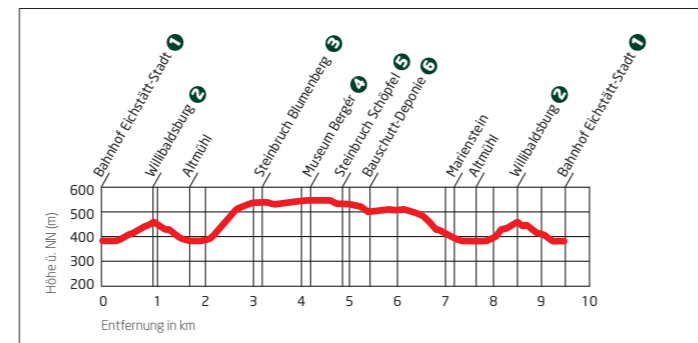 Bahnhof Eichstätt-Stadt 1
Willibaldsburg 2
Altmühl
Steinbruch Blumenberg 3
Museum Bergér 4
Steinbruch Schöpfel 5
Bauschutt-Deponie 6
Marienstein
Altmühl
Willibaldsburg 2
Bahnhof Eichstätt-Stadt 1
Höhe ü. NN (m)
600
500
400
300
200
0 1 2 3 4 5 6 7 8 9 10
Entfernung in km